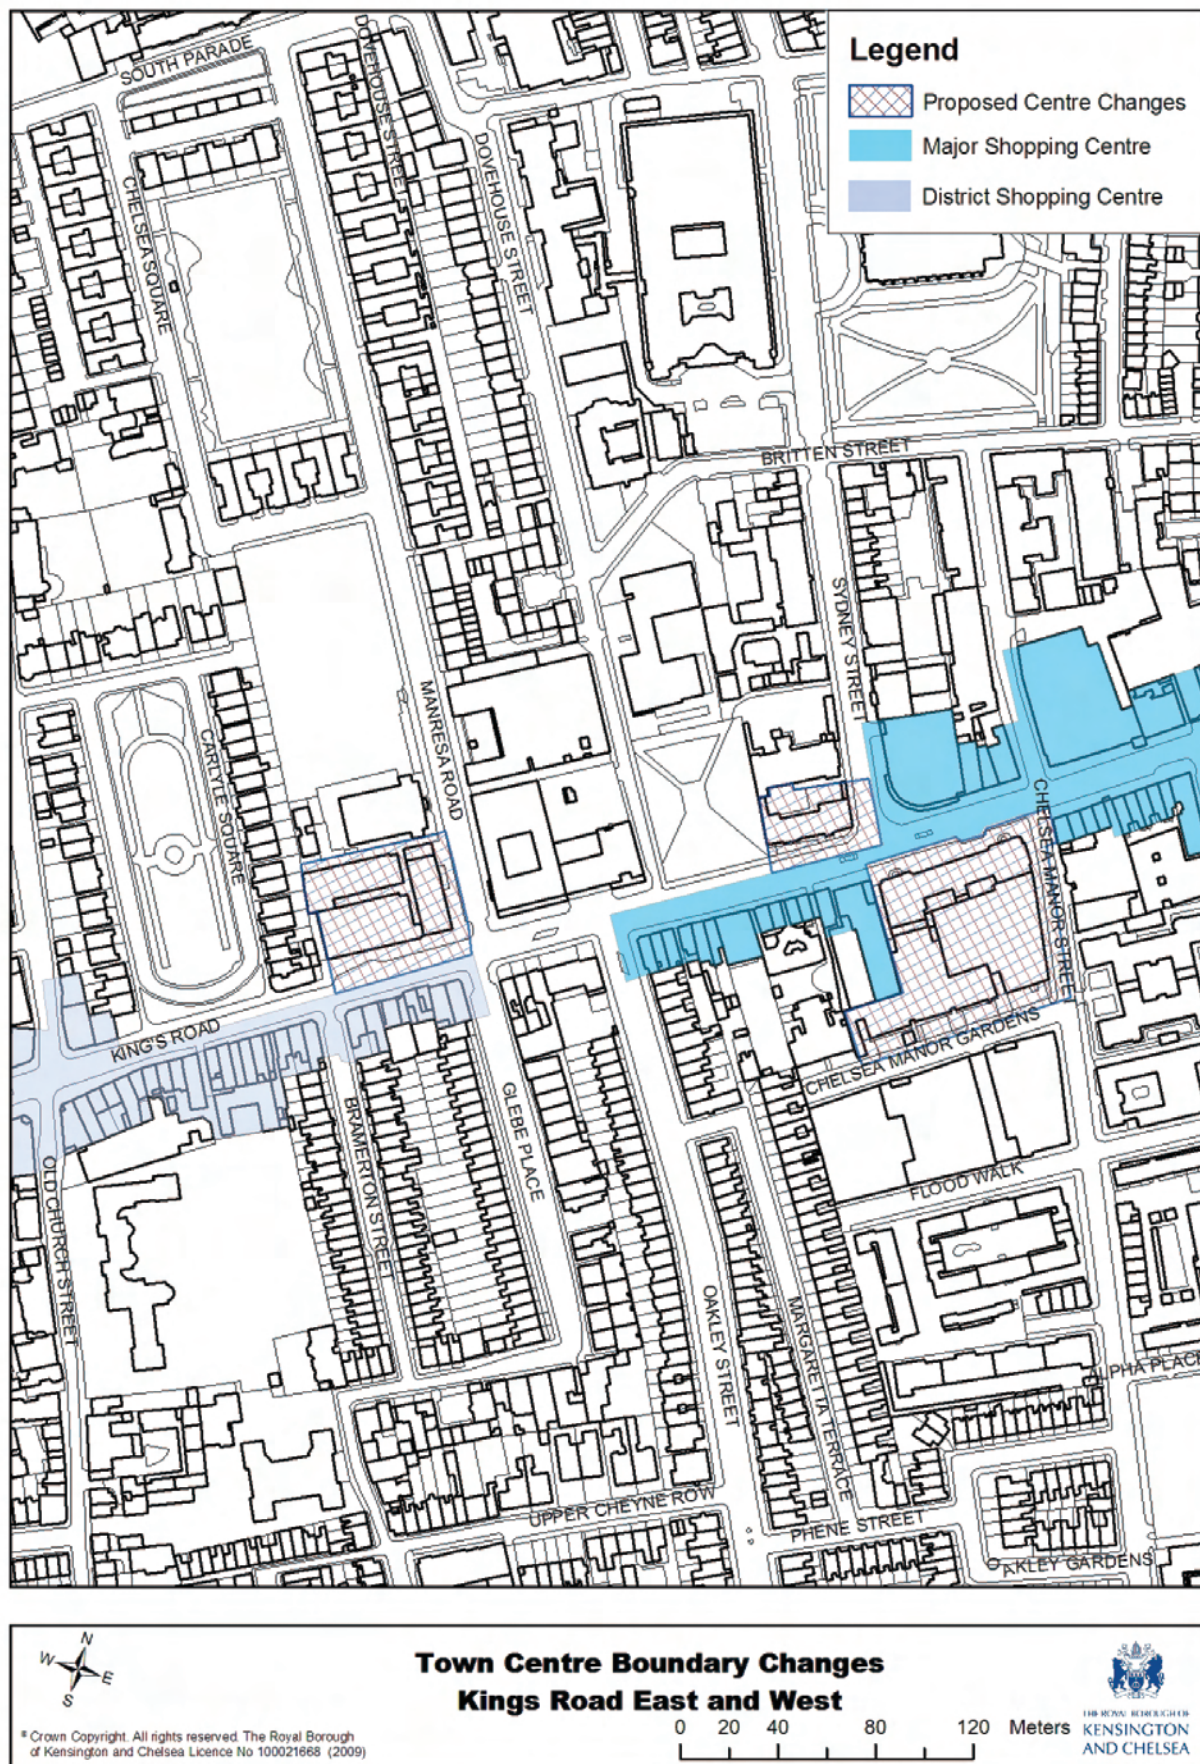 Legend
Proposed Centre Changes
Major Shopping Centre
District Shopping Centre
SOUTH PARADE
DOVEHOUSE STREET
DOVEHOUSE STREET
CHELSEA SQUARE
BRITTEN STREET
SYDNEY STREET
MANRESA ROAD
CARLYLE SQUARE
CHELSEA MANOR STREET
KING'S ROAD
CHELSEA MANOR GARDENS
GLEBE PLACE
BRAMERTON STREET
OLD CHURCH STREET
FLOOD WALK
OAKLEY STREET
MARGARETTA TERRACE
ALPHA PLACE
UPPER CHEYNE ROW
PHENE STREET
OAKLEY GARDENS
N
W
E
S
Town Centre Boundary Changes
Kings Road East and West
0 20 40 80 120 Meters
© Crown Copyright. All rights reserved. The Royal Borough
of Kensington and Chelsea Licence No 100021668 (2009)
THE ROYAL BOROUGH OF
KENSINGTON
AND CHELSEA